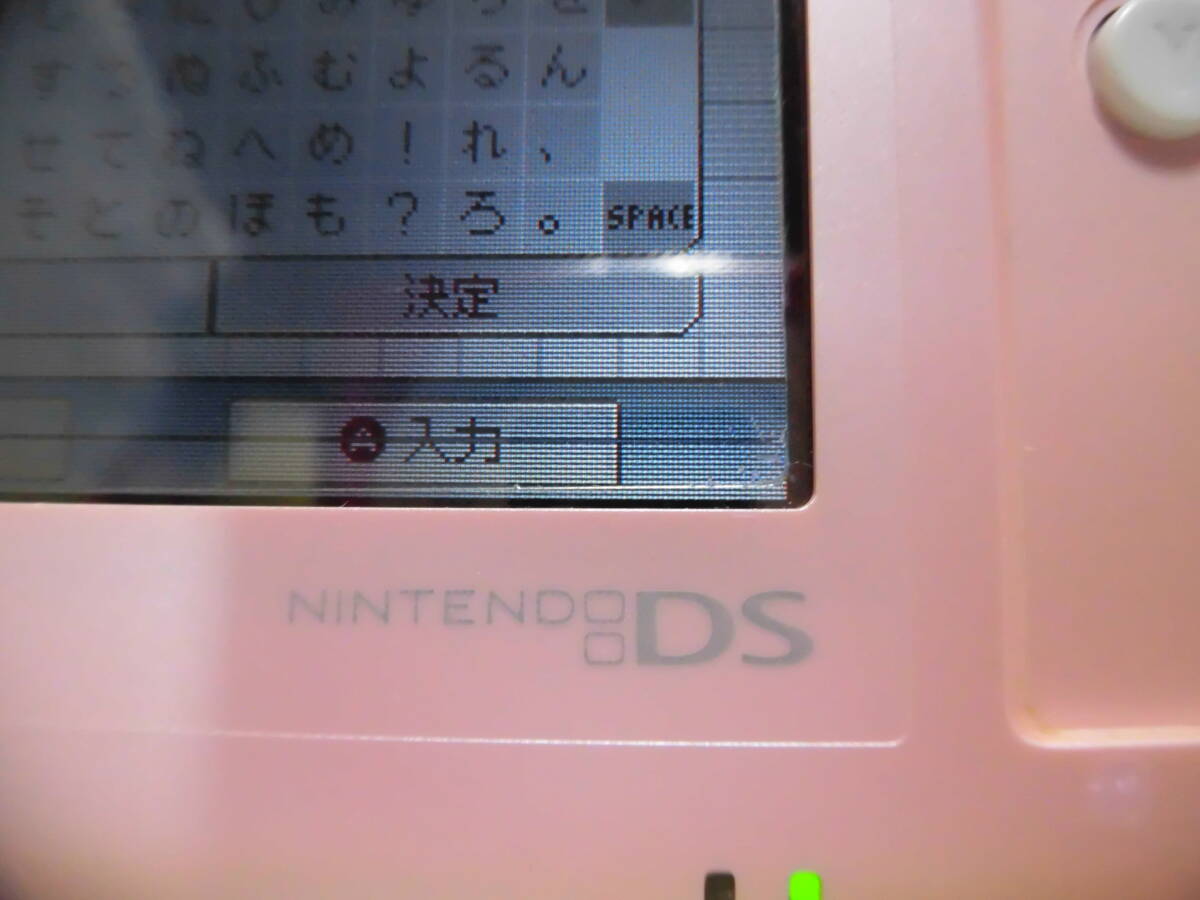 す つ ぬ ふ む よ る ん
せ て ね へ め ! れ 、
そ と の ほ も ? ろ 。 SPACE
決定
A 入力
NINTENDO DS